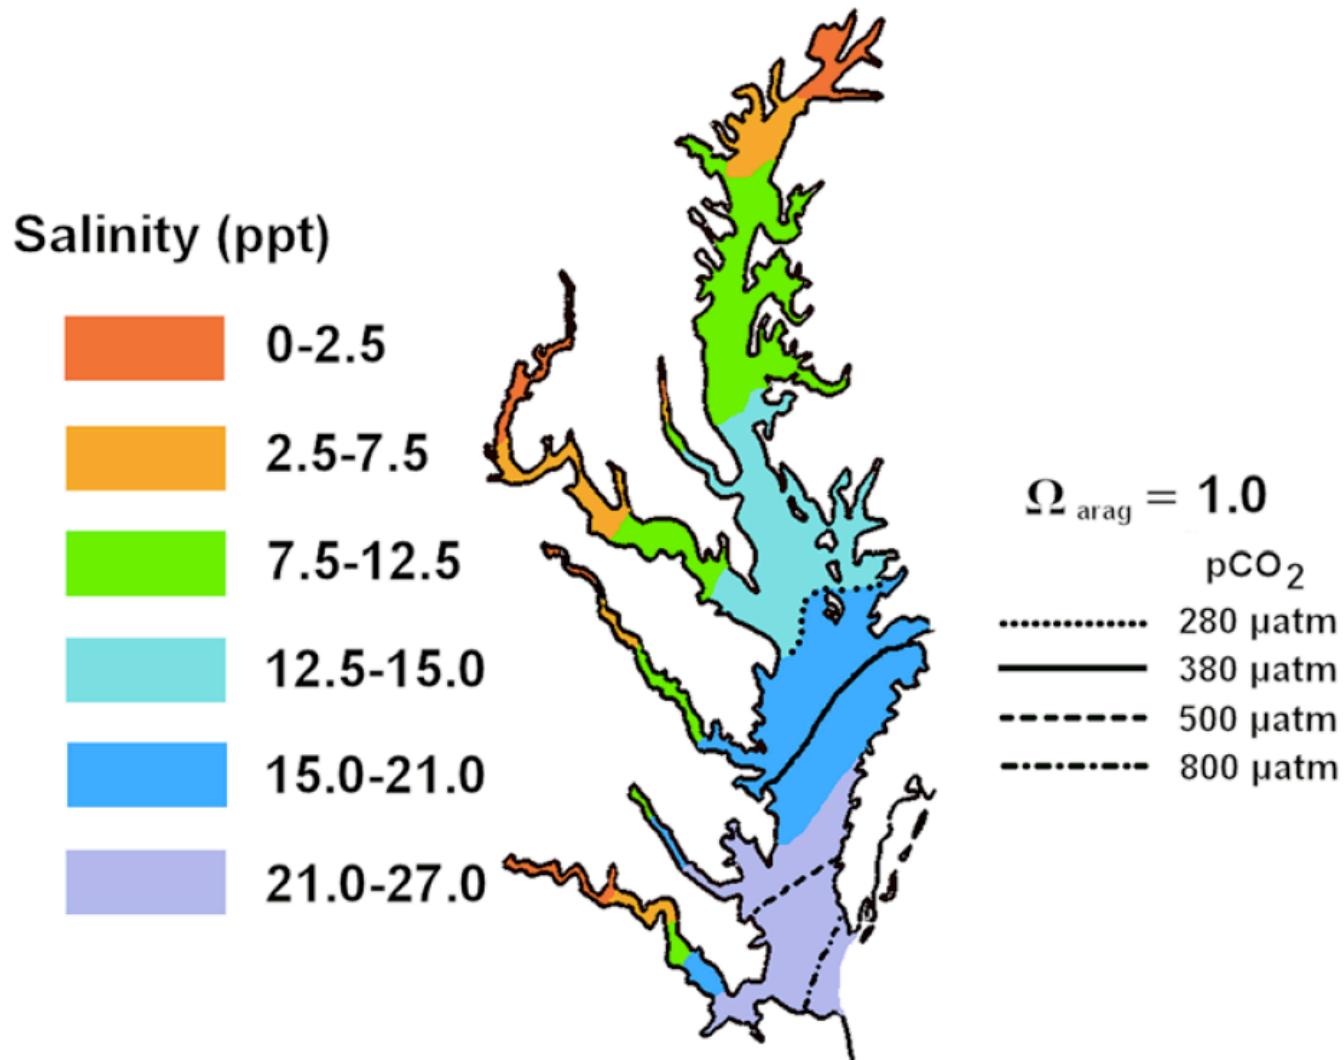 Salinity (ppt)
0-2.5
2.5-7.5
7.5-12.5
12.5-15.0
15.0-21.0
21.0-27.0
Ω arag = 1.0
pCO2
280 µatm
380 µatm
500 µatm
800 µatm